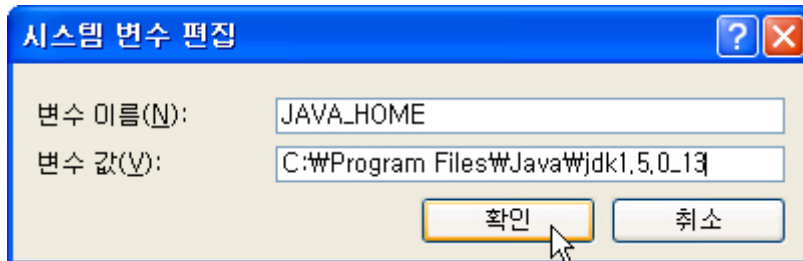 시스템 변수 편집
변수 이름(N): JAVA_HOME
변수 값(V): C:₩Program Files₩Java₩jdk1.5.0_13
확인 취소